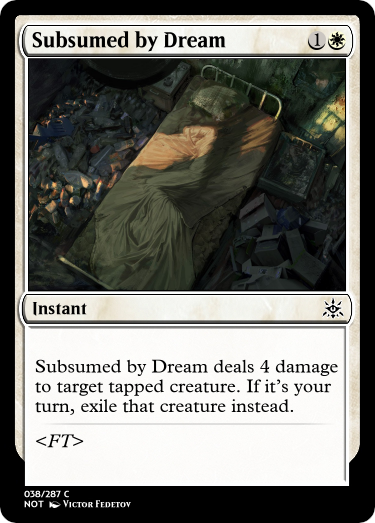 Subsumed by Dream 1
Instant
Subsumed by Dream deals 4 damage
to target tapped creature. If it's your
turn, exile that creature instead.
<FT>
038/287 C
NOT Victor Fedetov